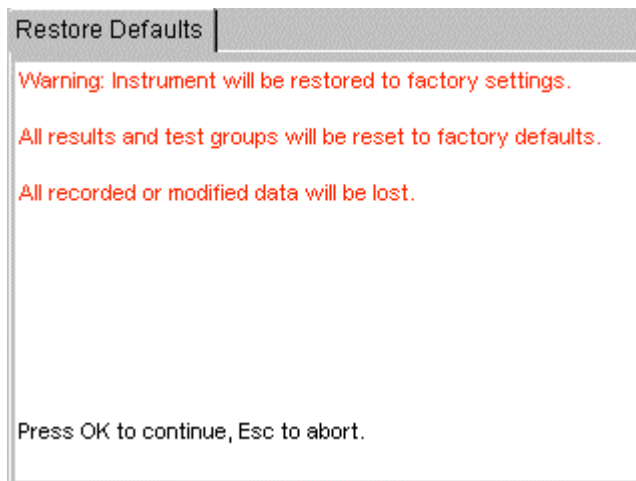 Restore Defaults
Warning: Instrument will be restored to factory settings.
All results and test groups will be reset to factory defaults.
All recorded or modified data will be lost.
Press OK to continue, Esc to abort.